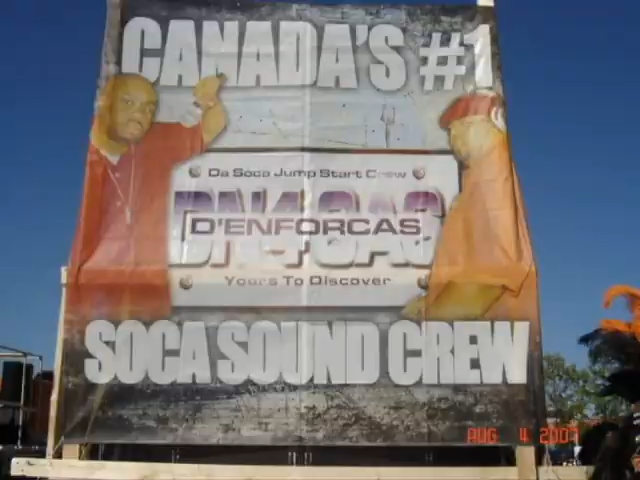 CANADA'S #1
Da Soca Jump Start Crew
D'ENFORCAS
Yours To Discover
SOCA SOUND CREW
AUG 4 2007